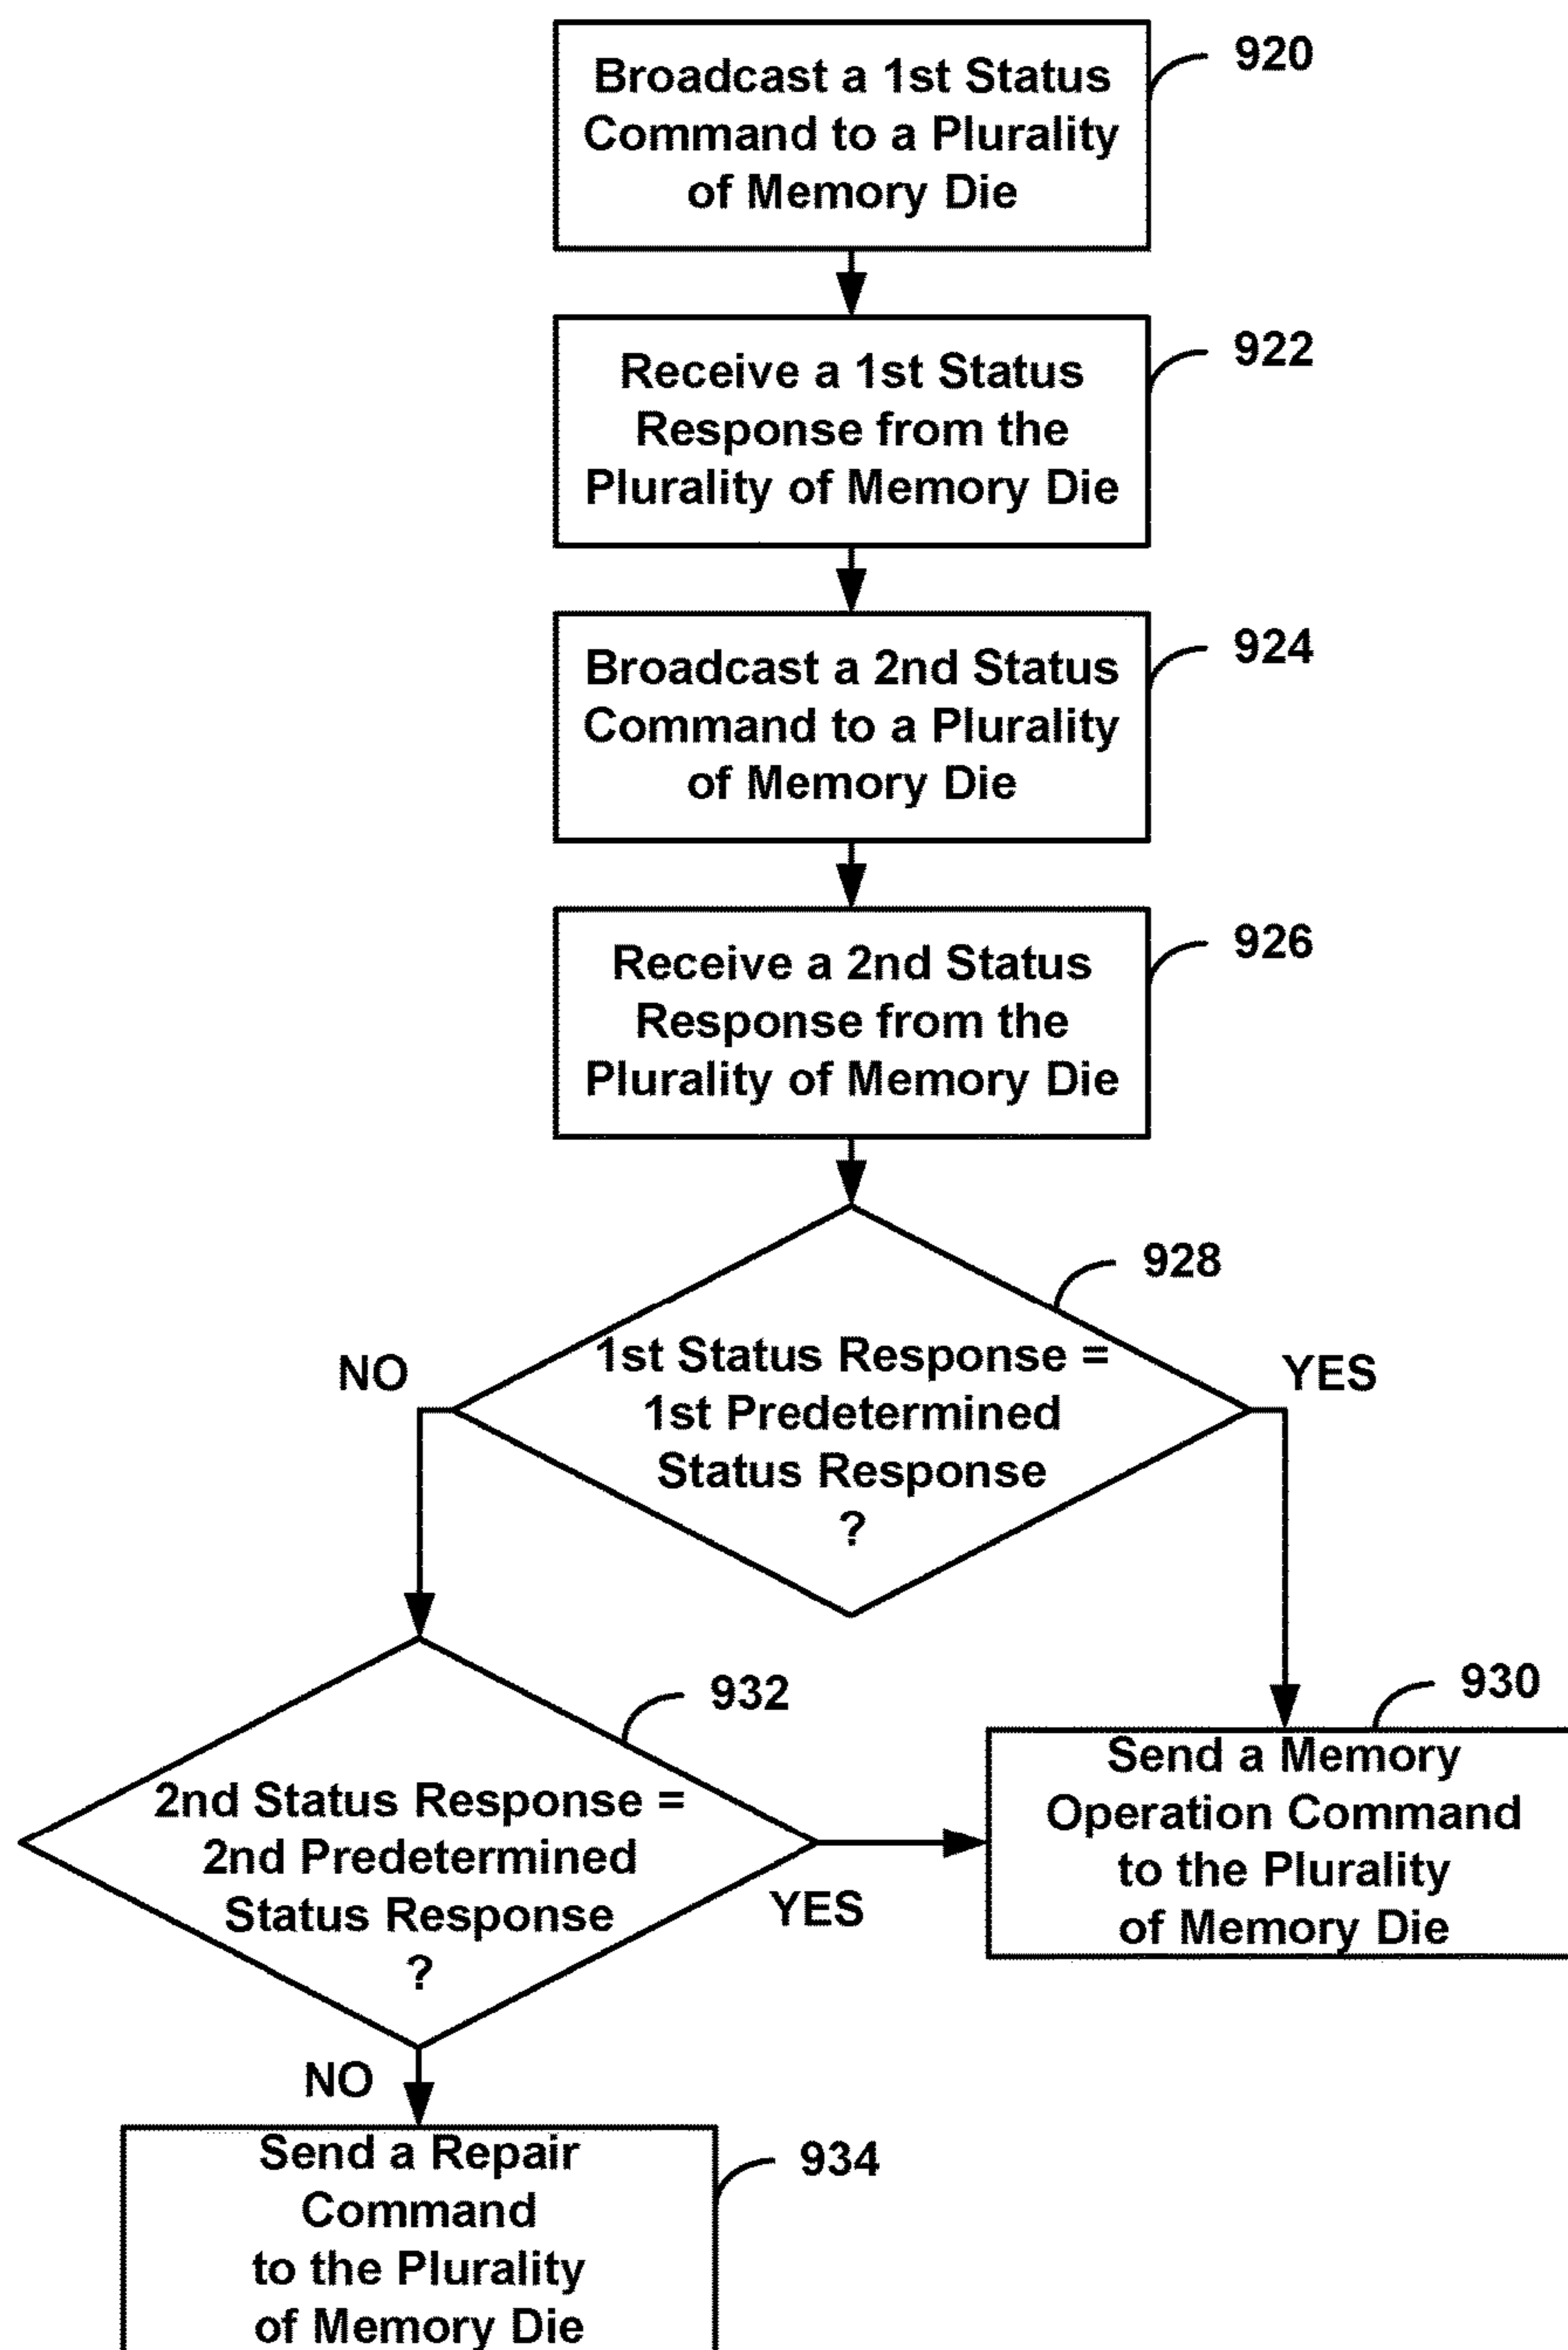 Broadcast a 1st Status
Command to a Plurality
of Memory Die
920
Receive a 1st Status
Response from the
Plurality of Memory Die
922
Broadcast a 2nd Status
Command to a Plurality
of Memory Die
924
Receive a 2nd Status
Response from the
Plurality of Memory Die
926
928
1st Status Response =
1st Predetermined
Status Response
?
NO
YES
932
2nd Status Response =
2nd Predetermined
Status Response
?
YES
NO
930
Send a Memory
Operation Command
to the Plurality
of Memory Die
Send a Repair
Command
to the Plurality
of Memory Die
934